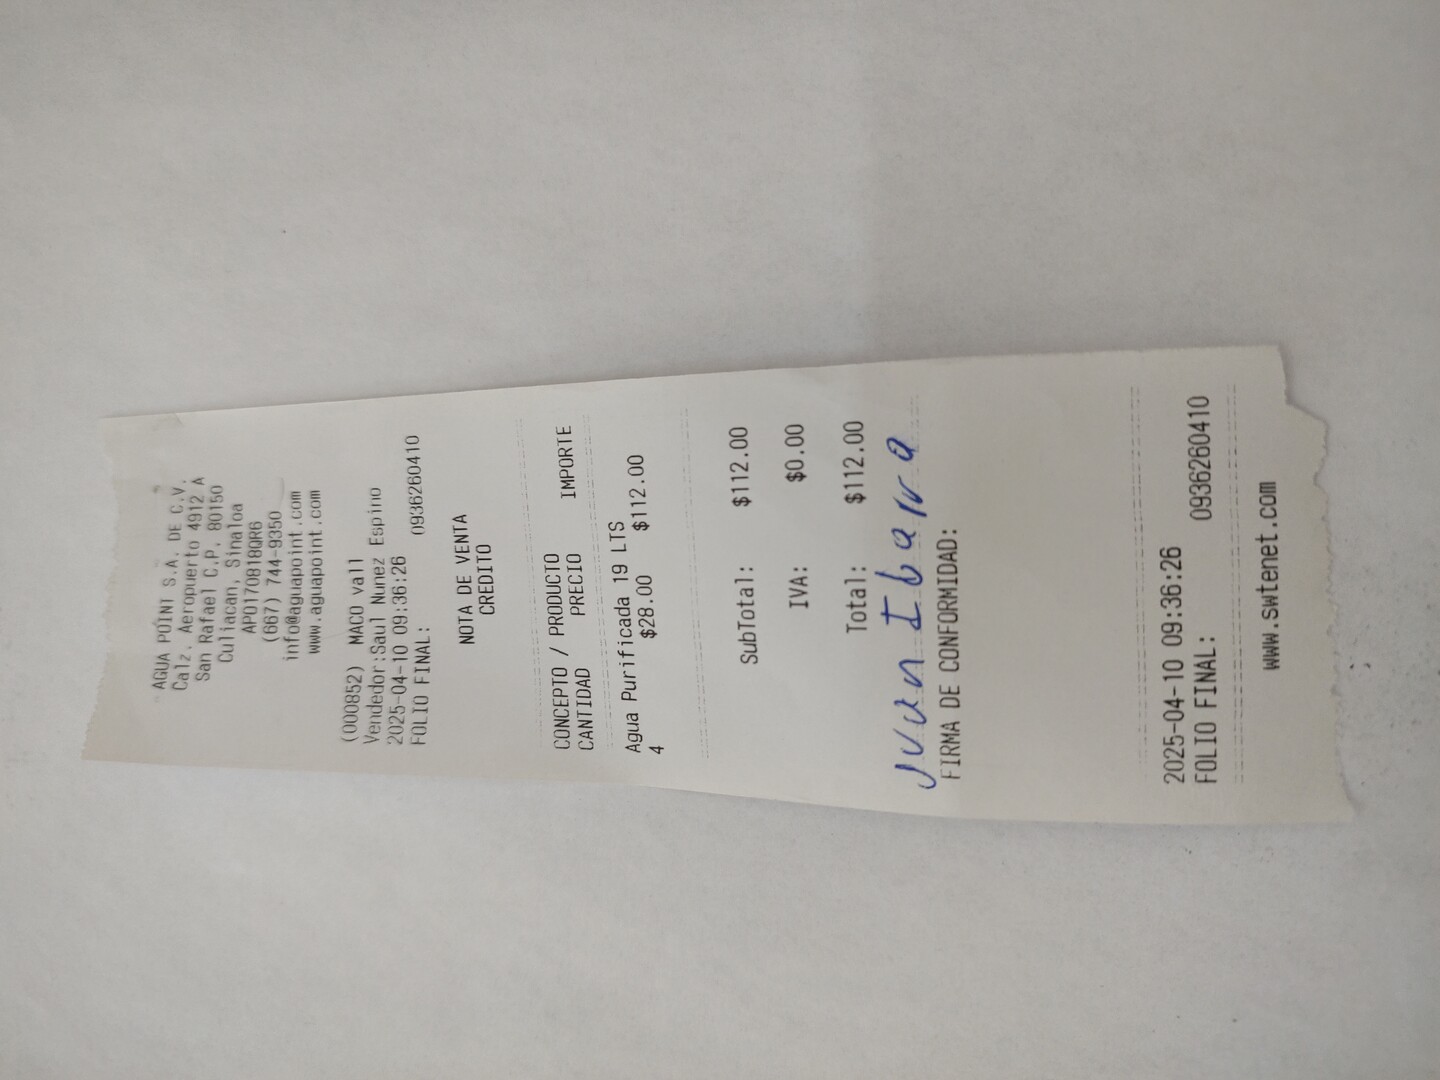 AGUA POINT S.A. DE C.V.
Calz. Aeropuerto 4912 A
San Rafael C.P. 80150
Culiacan, Sinaloa
APO170818QR6
(667) 744-9350
info@aguapoint.com
www.aguapoint.com
(000852) MACO vall
Vendedor:Saul Nunez Espino
2025-04-10 09:36:26
FOLIO FINAL: 0936260410
NOTA DE VENTA
CREDITO
CONCEPTO / PRODUCTO
CANTIDAD PRECIO IMPORTE
Agua Purificada 19 LTS
4 $28.00 $112.00
SubTotal: $112.00
IVA: $0.00
Total: $112.00
Juan Ibarra
FIRMA DE CONFORMIDAD:
2025-04-10 09:36:26
FOLIO FINAL: 0936260410
www.swtenet.com